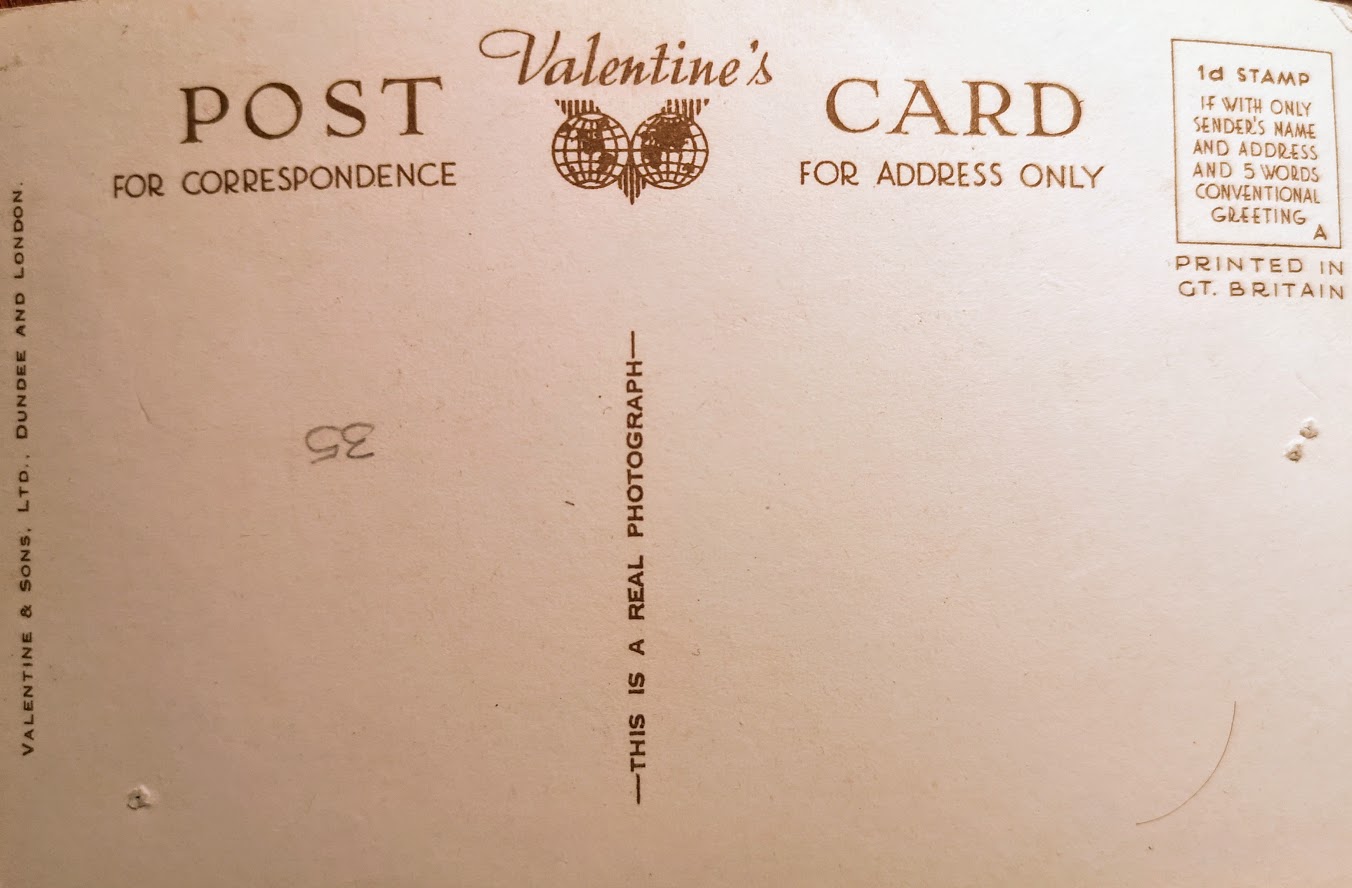 Valentine's
POST CARD
FOR CORRESPONDENCE
FOR ADDRESS ONLY
1d STAMP
IF WITH ONLY
SENDER'S NAME
AND ADDRESS
AND 5 WORDS
CONVENTIONAL
GREETING
A
PRINTED IN
GT. BRITAIN
VALENTINE & SONS, LTD., DUNDEE AND LONDON.
35
—THIS IS A REAL PHOTOGRAPH—